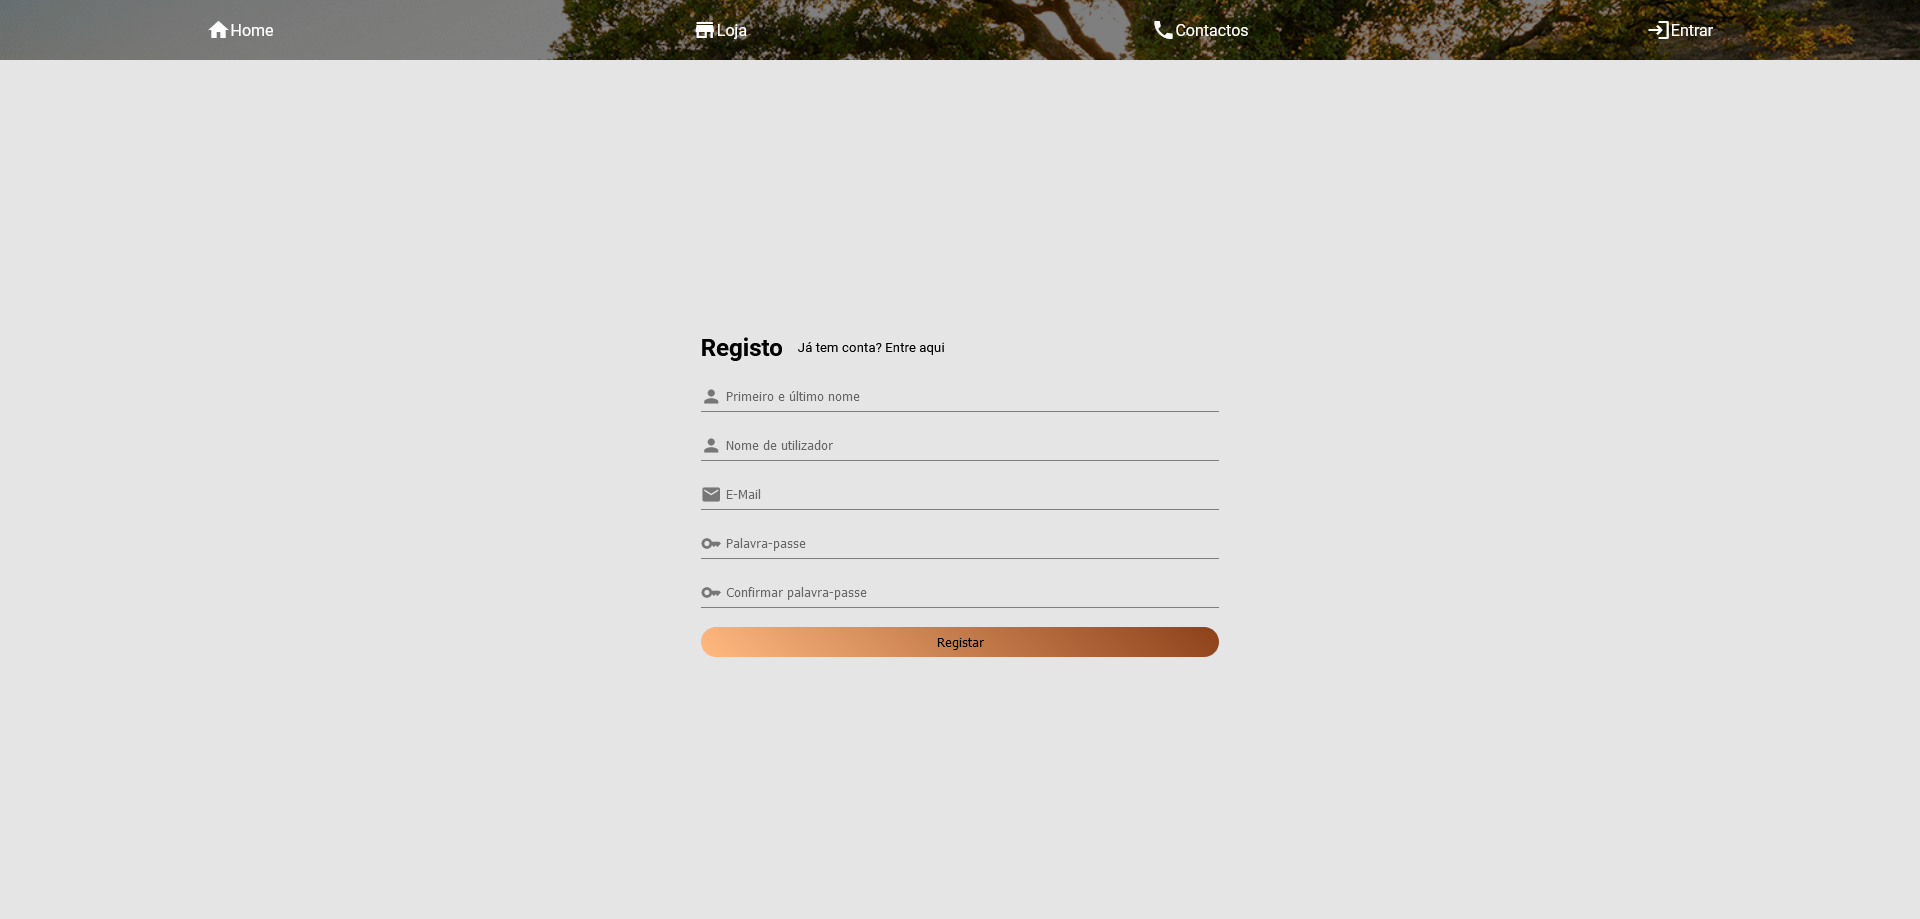 Home Loja Contactos Entrar
Registo Já tem conta? Entre aqui
Primeiro e último nome
Nome de utilizador
E-Mail
Palavra-passe
Confirmar palavra-passe
Registar